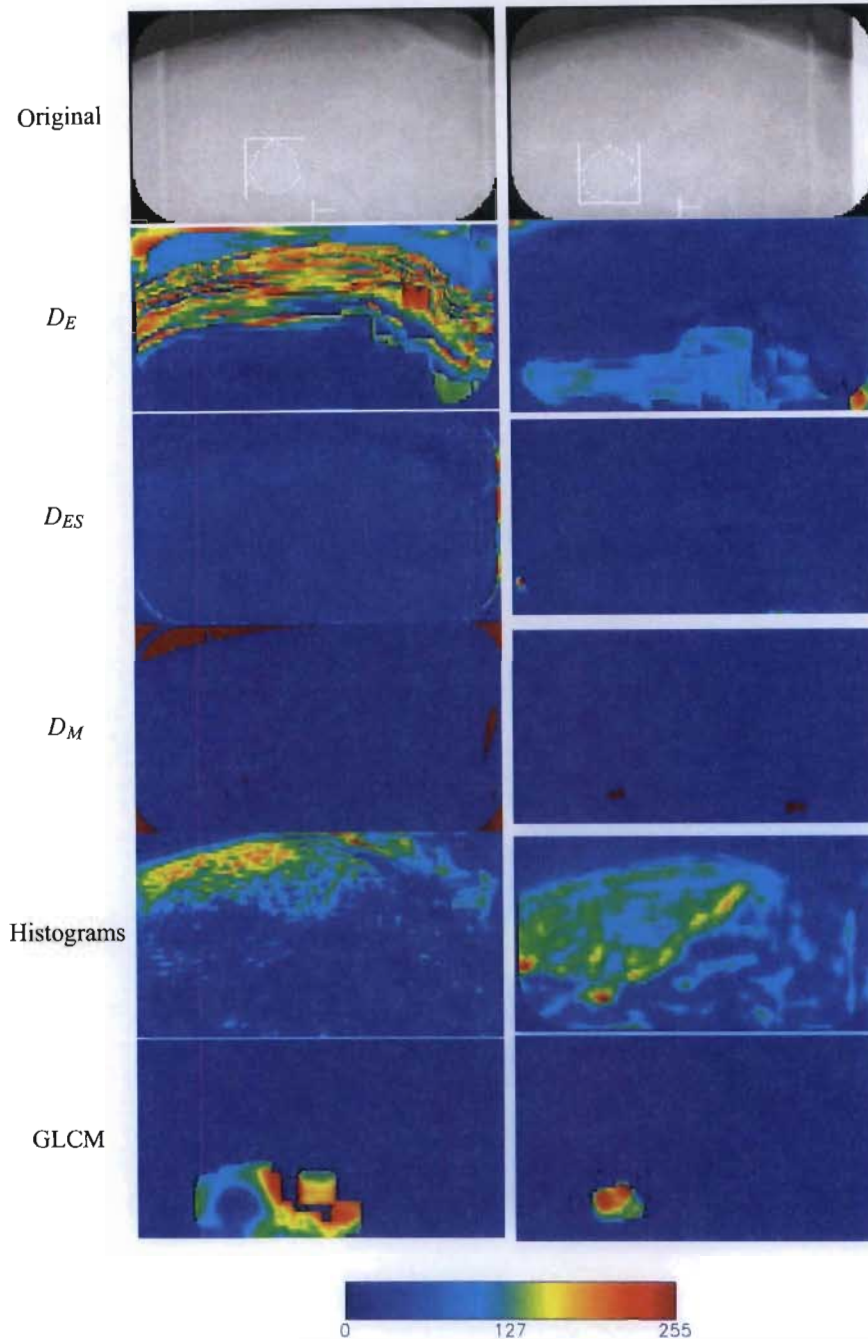 Original
D_E
D_ES
D_M
Histograms
GLCM
0 127 255